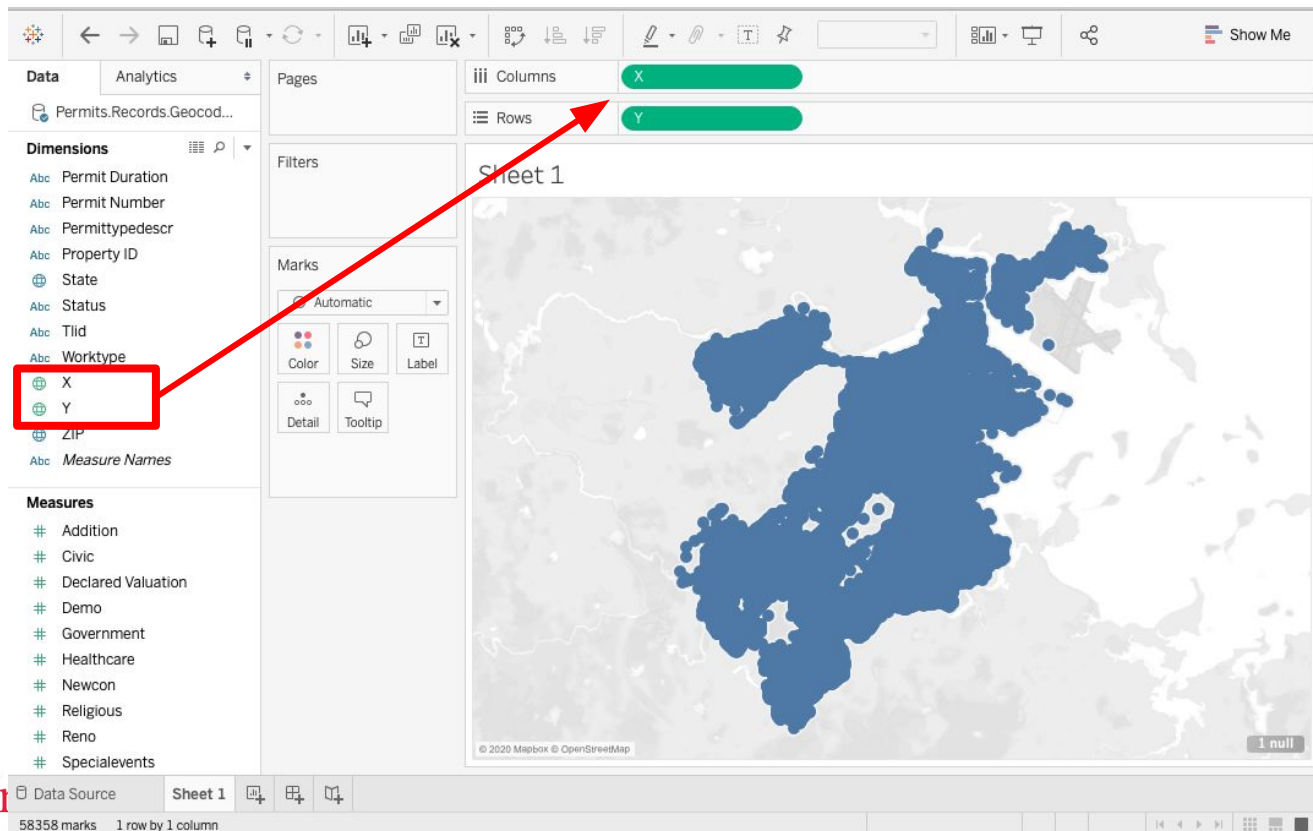 Show Me
Data
Analytics
Permits.Records.Geocod...
Dimensions
Abc Permit Duration
Abc Permit Number
Abc Permittypedescr
Abc Property ID
State
Abc Status
Abc Tlid
Abc Worktype
X
Y
ZIP
Abc Measure Names
Measures
# Addition
# Civic
# Declared Valuation
# Demo
# Government
# Healthcare
# Newcon
# Religious
# Reno
# Specialevents
Pages
Filters
Marks
Automatic
Color
Size
T
Label
Detail
Tooltip
iii Columns
X
Rows
Y
Sheet 1
© 2020 Mapbox © OpenStreetMap
1 null
Data Source
Sheet 1
58358 marks
1 row by 1 column